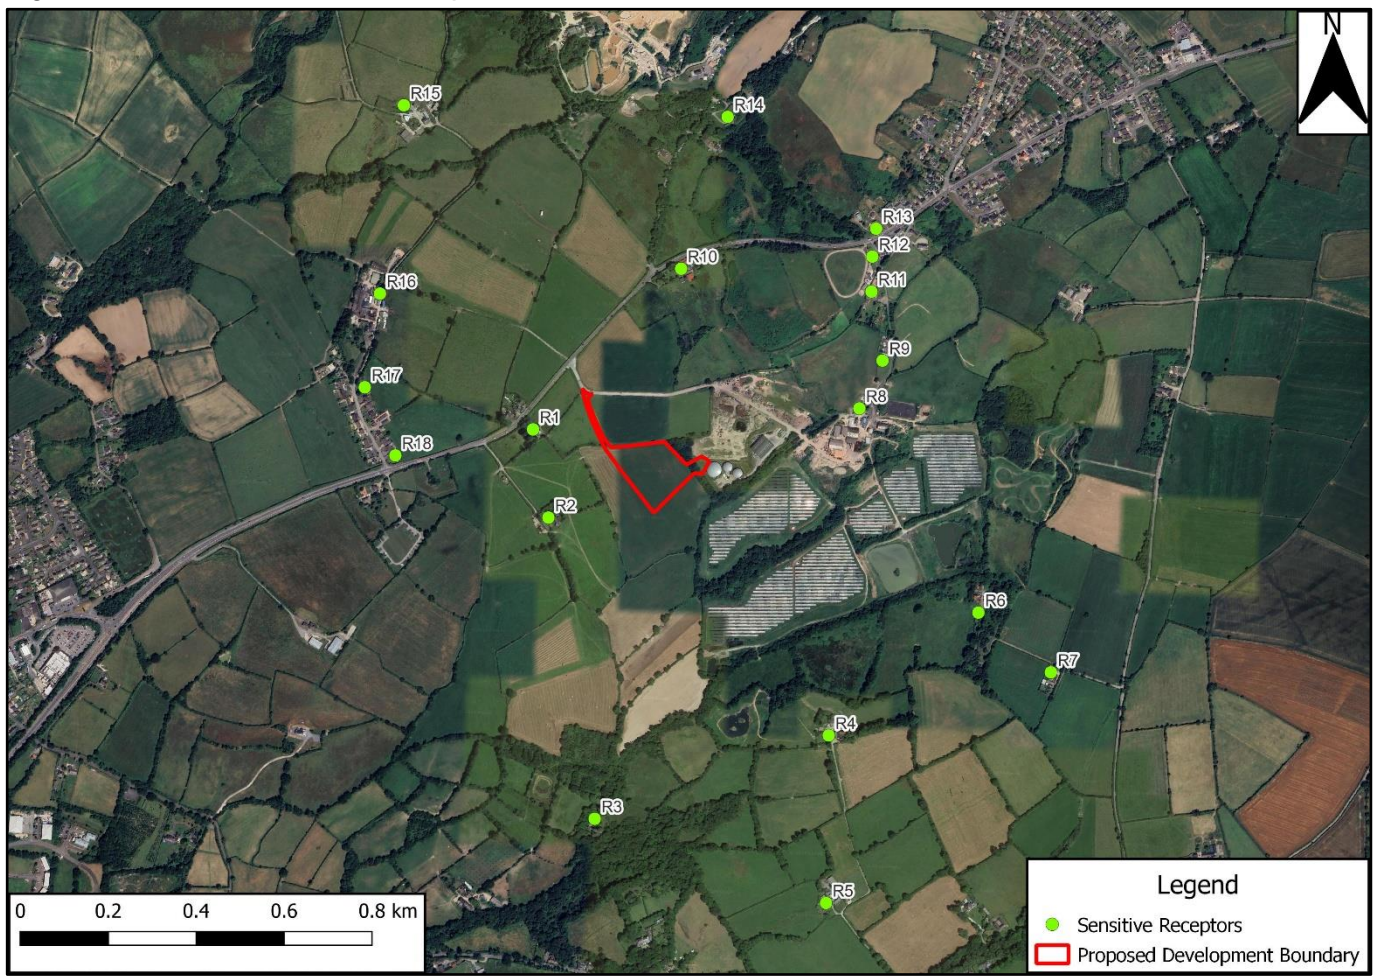 N
R15
R14
R13
R12
R10
R11
R16
R9
R17
R8
R1
R18
R2
R6
R7
R4
R3
R5
Legend
Sensitive Receptors
Proposed Development Boundary
0 0.2 0.4 0.6 0.8 km